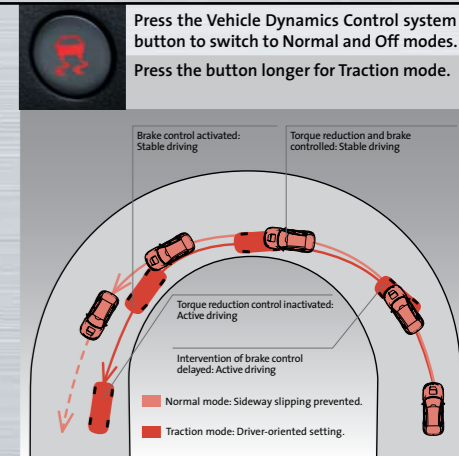 Press the Vehicle Dynamics Control system
button to switch to Normal and Off modes.
Press the button longer for Traction mode.
Brake control activated:
Stable driving
Torque reduction and brake
controlled: Stable driving
Torque reduction control inactivated:
Active driving
Intervention of brake control
delayed: Active driving
Normal mode: Sideway slipping prevented.
Traction mode: Driver-oriented setting.